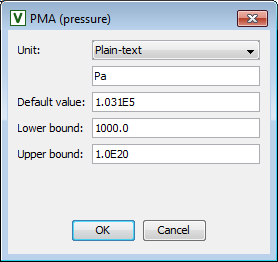 V PMA (pressure)
Unit: Plain-text
Pa
Default value: 1.031E5
Lower bound: 1000.0
Upper bound: 1.0E20
OK Cancel